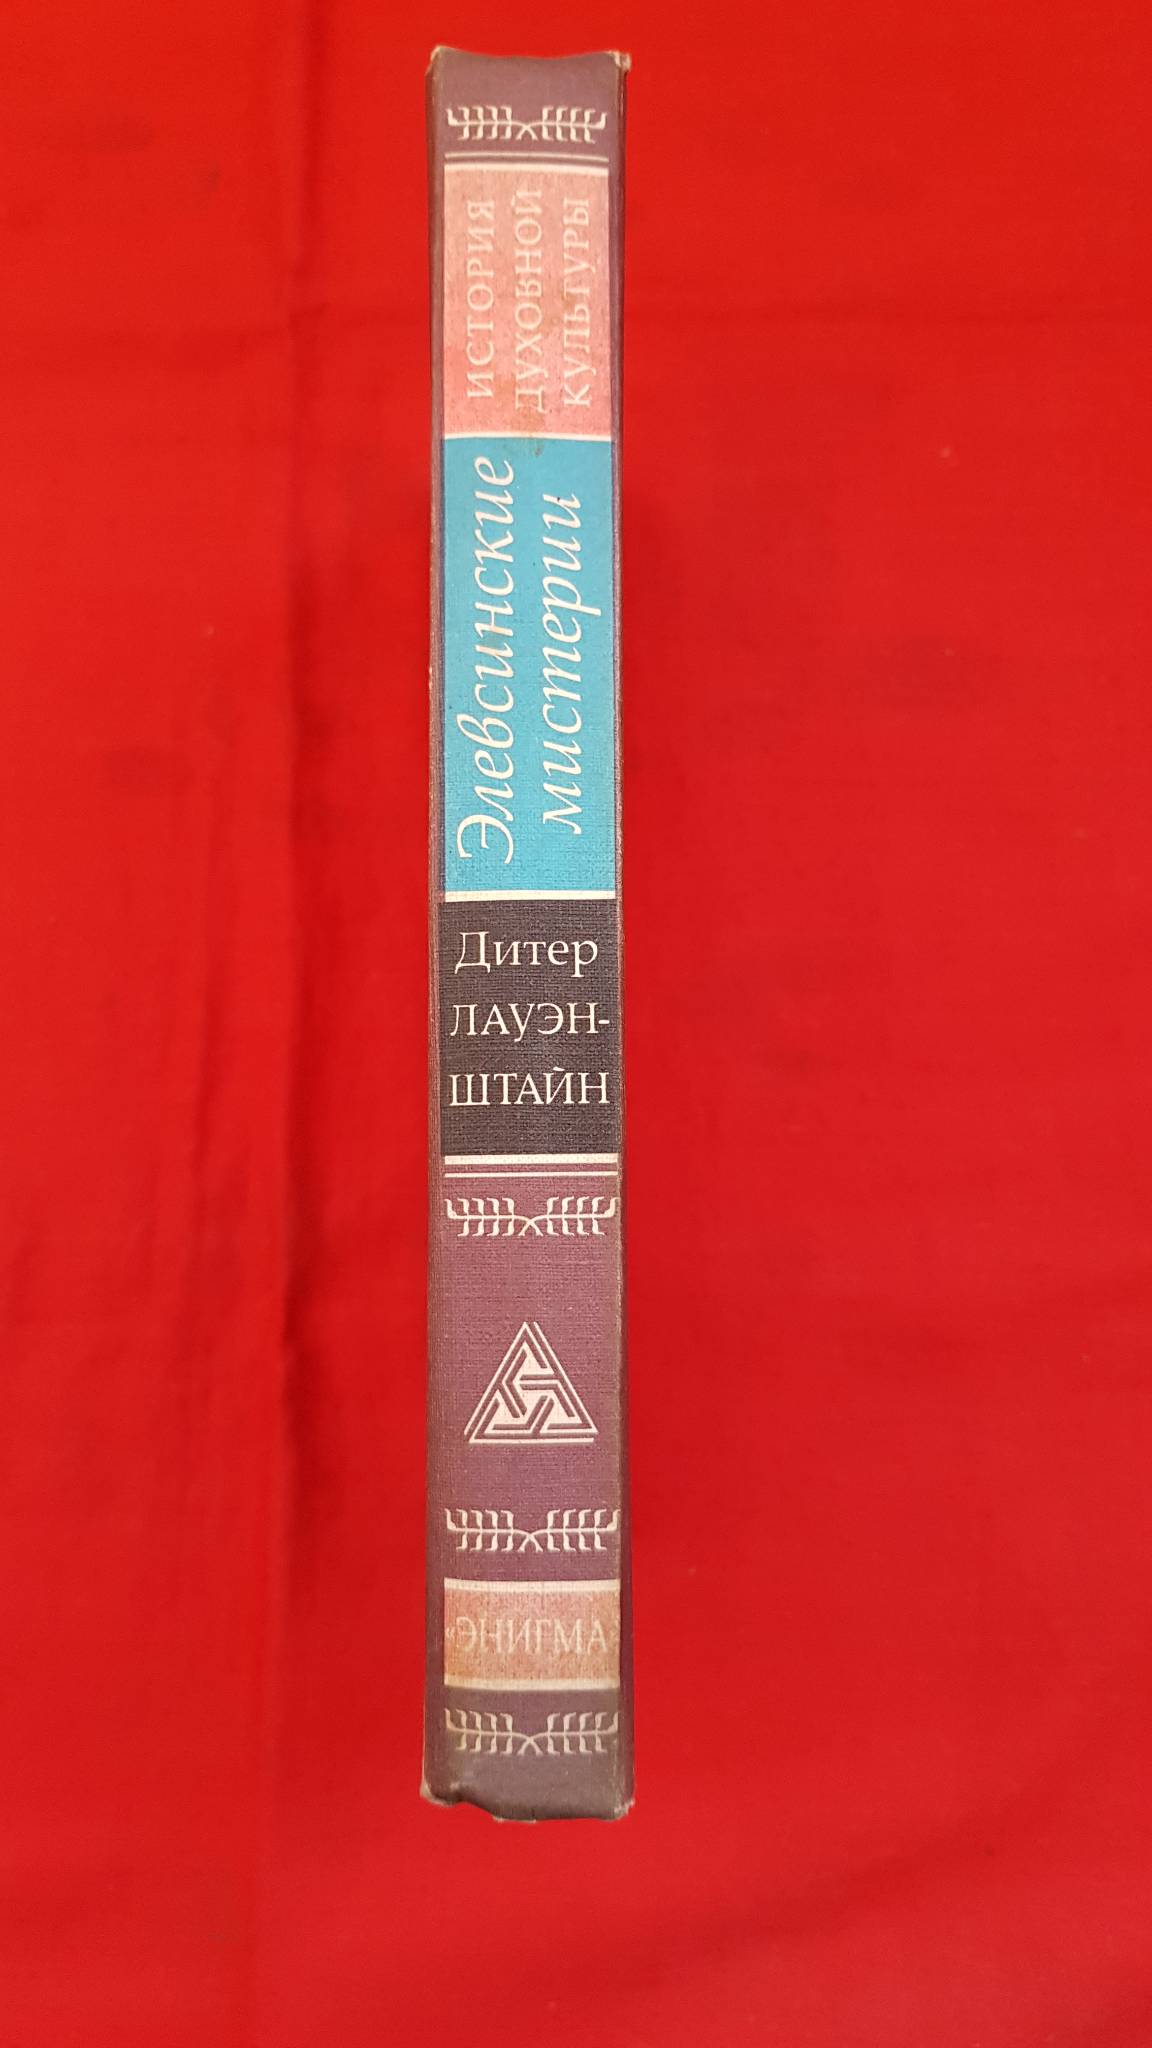 ИСТОРИЯ
ДУХОВНОЙ
КУЛЬТУРЫ
Элевсинские
мистерии
Дитер
ЛАУЭН-
ШТАЙН
«ЭНИГМА»